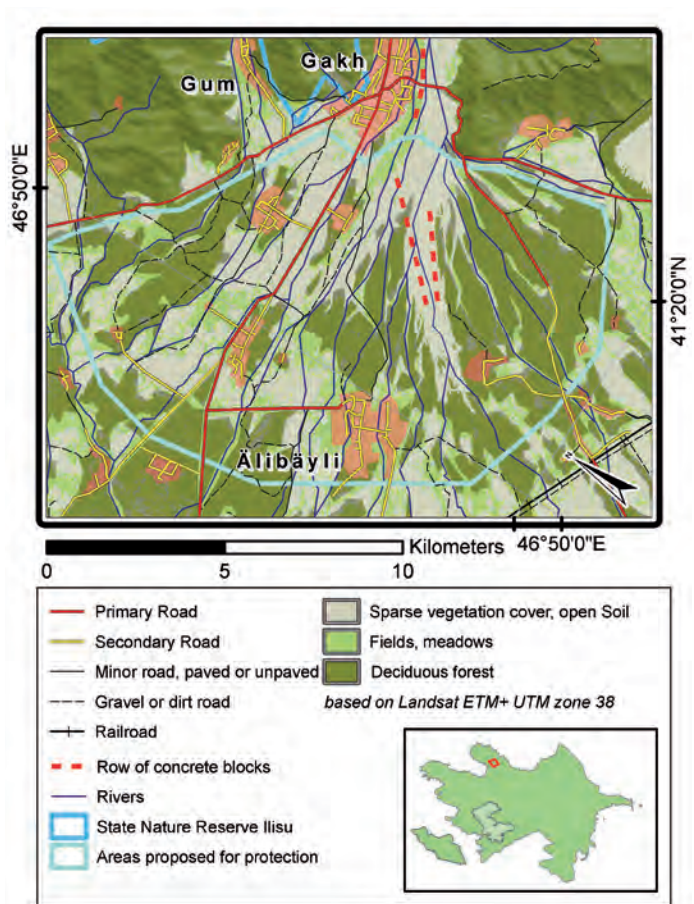 Gakh
Gum
46°50'0"E
41°20'0"N
Älibäyli
N
Kilometers
46°50'0"E
0
5
10
Primary Road
Secondary Road
Minor road, paved or unpaved
Gravel or dirt road
Railroad
Row of concrete blocks
Rivers
State Nature Reserve Ilisu
Areas proposed for protection
Sparse vegetation cover, open Soil
Fields, meadows
Deciduous forest
based on Landsat ETM+ UTM zone 38